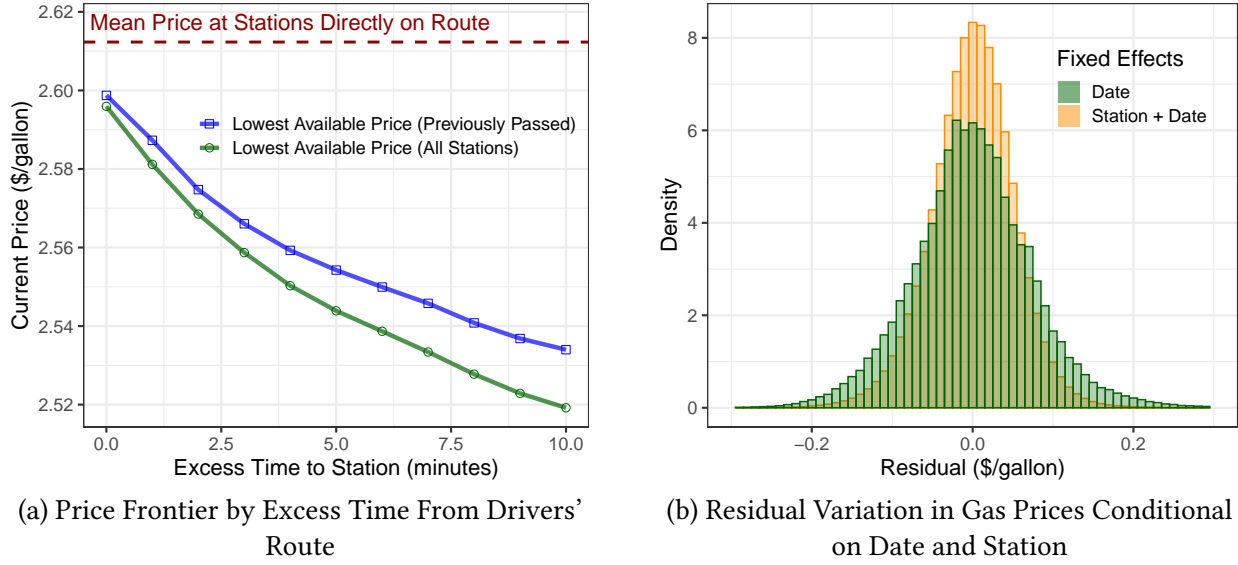 Mean Price at Stations Directly on Route
Lowest Available Price (Previously Passed)
Lowest Available Price (All Stations)
Current Price ($/gallon)
2.62
2.60
2.58
2.56
2.54
2.52
0.0 2.5 5.0 7.5 10.0
Excess Time to Station (minutes)
(a) Price Frontier by Excess Time From Drivers’
Route
Fixed Effects
Date
Station + Date
Density
8
6
4
2
0
−0.2 0.0 0.2
Residual ($/gallon)
(b) Residual Variation in Gas Prices Conditional
on Date and Station